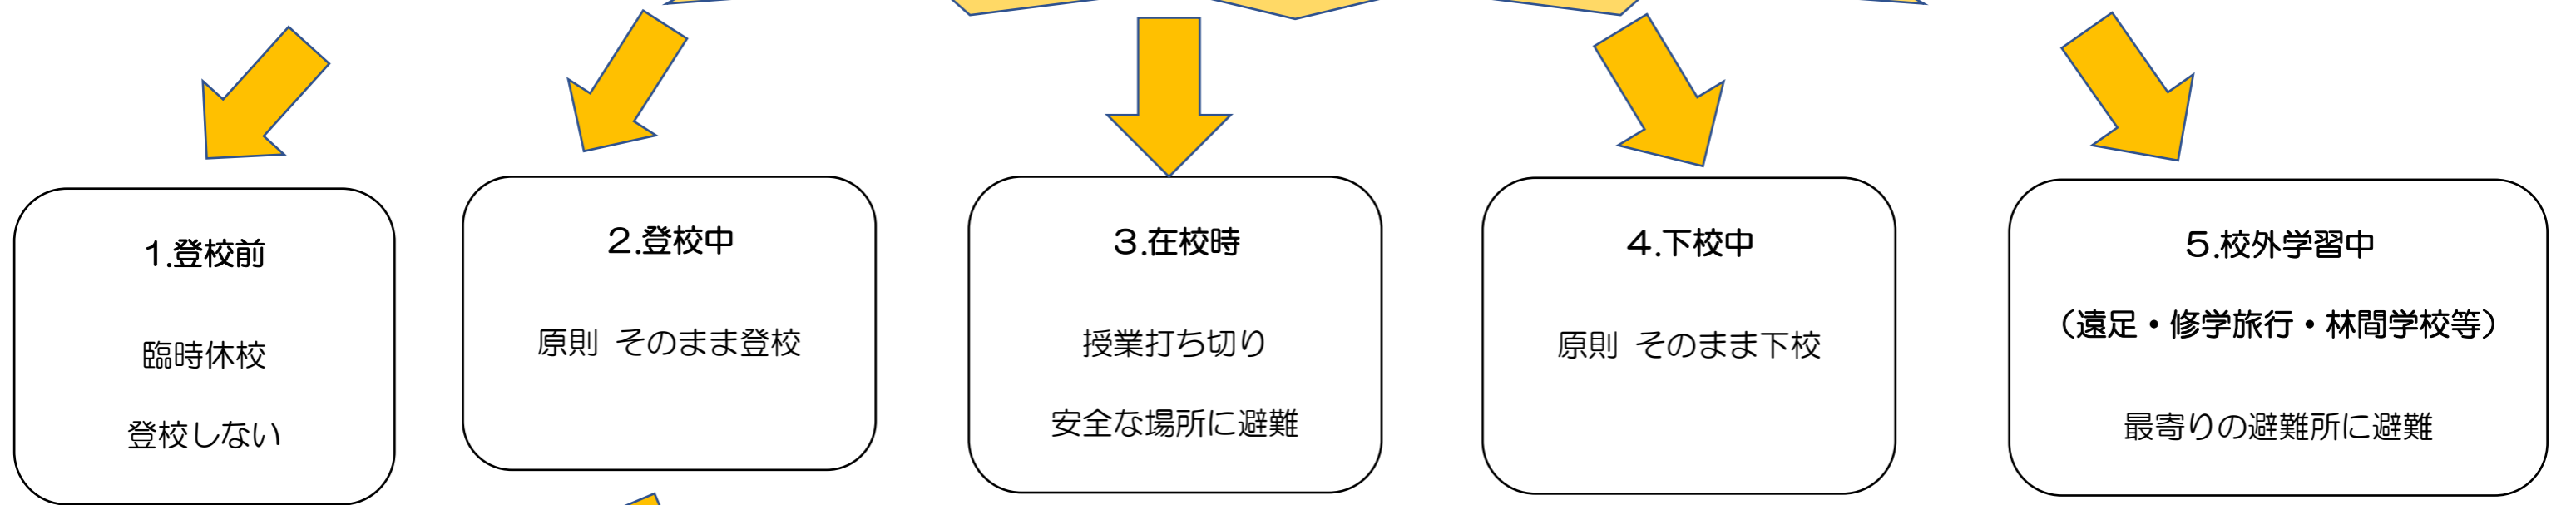 1.登校前
臨時休校
登校しない
2.登校中
原則 そのまま登校
3.在校時
授業打ち切り
安全な場所に避難
4.下校中
原則 そのまま下校
5.校外学習中
（遠足・修学旅行・林間学校等）
最寄りの避難所に避難